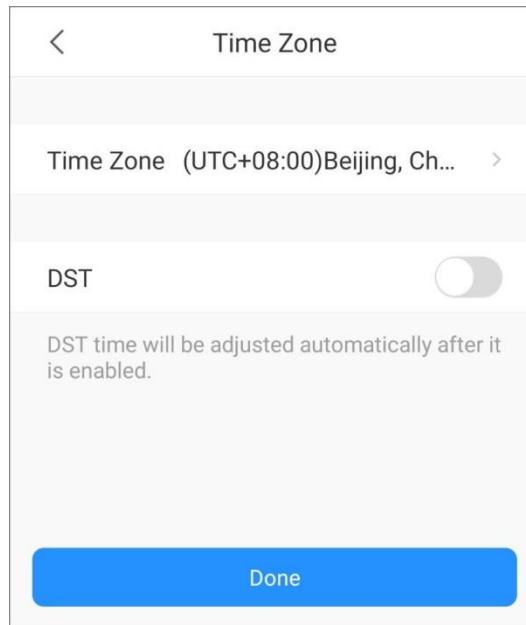 Time Zone
Time Zone (UTC+08:00)Beijing, Ch...
DST
DST time will be adjusted automatically after it
is enabled.
Done